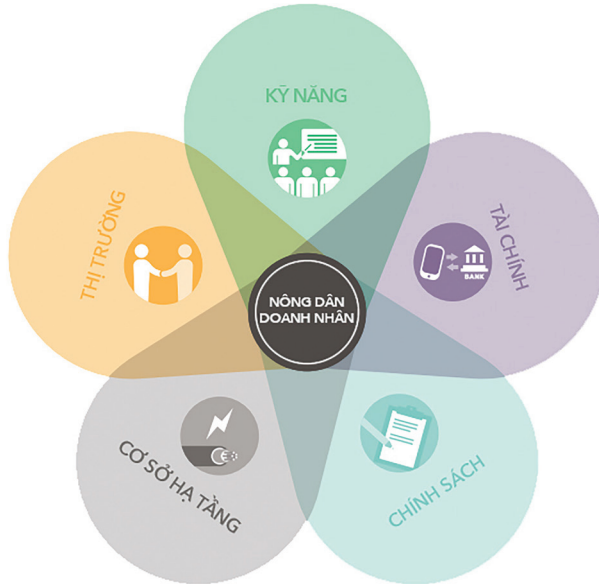 KỸ NĂNG
THỊ TRƯỜNG
TÀI CHÍNH
BANK
NÔNG DÂN
DOANH NHÂN
CƠ SỞ HẠ TẦNG
CHÍNH SÁCH